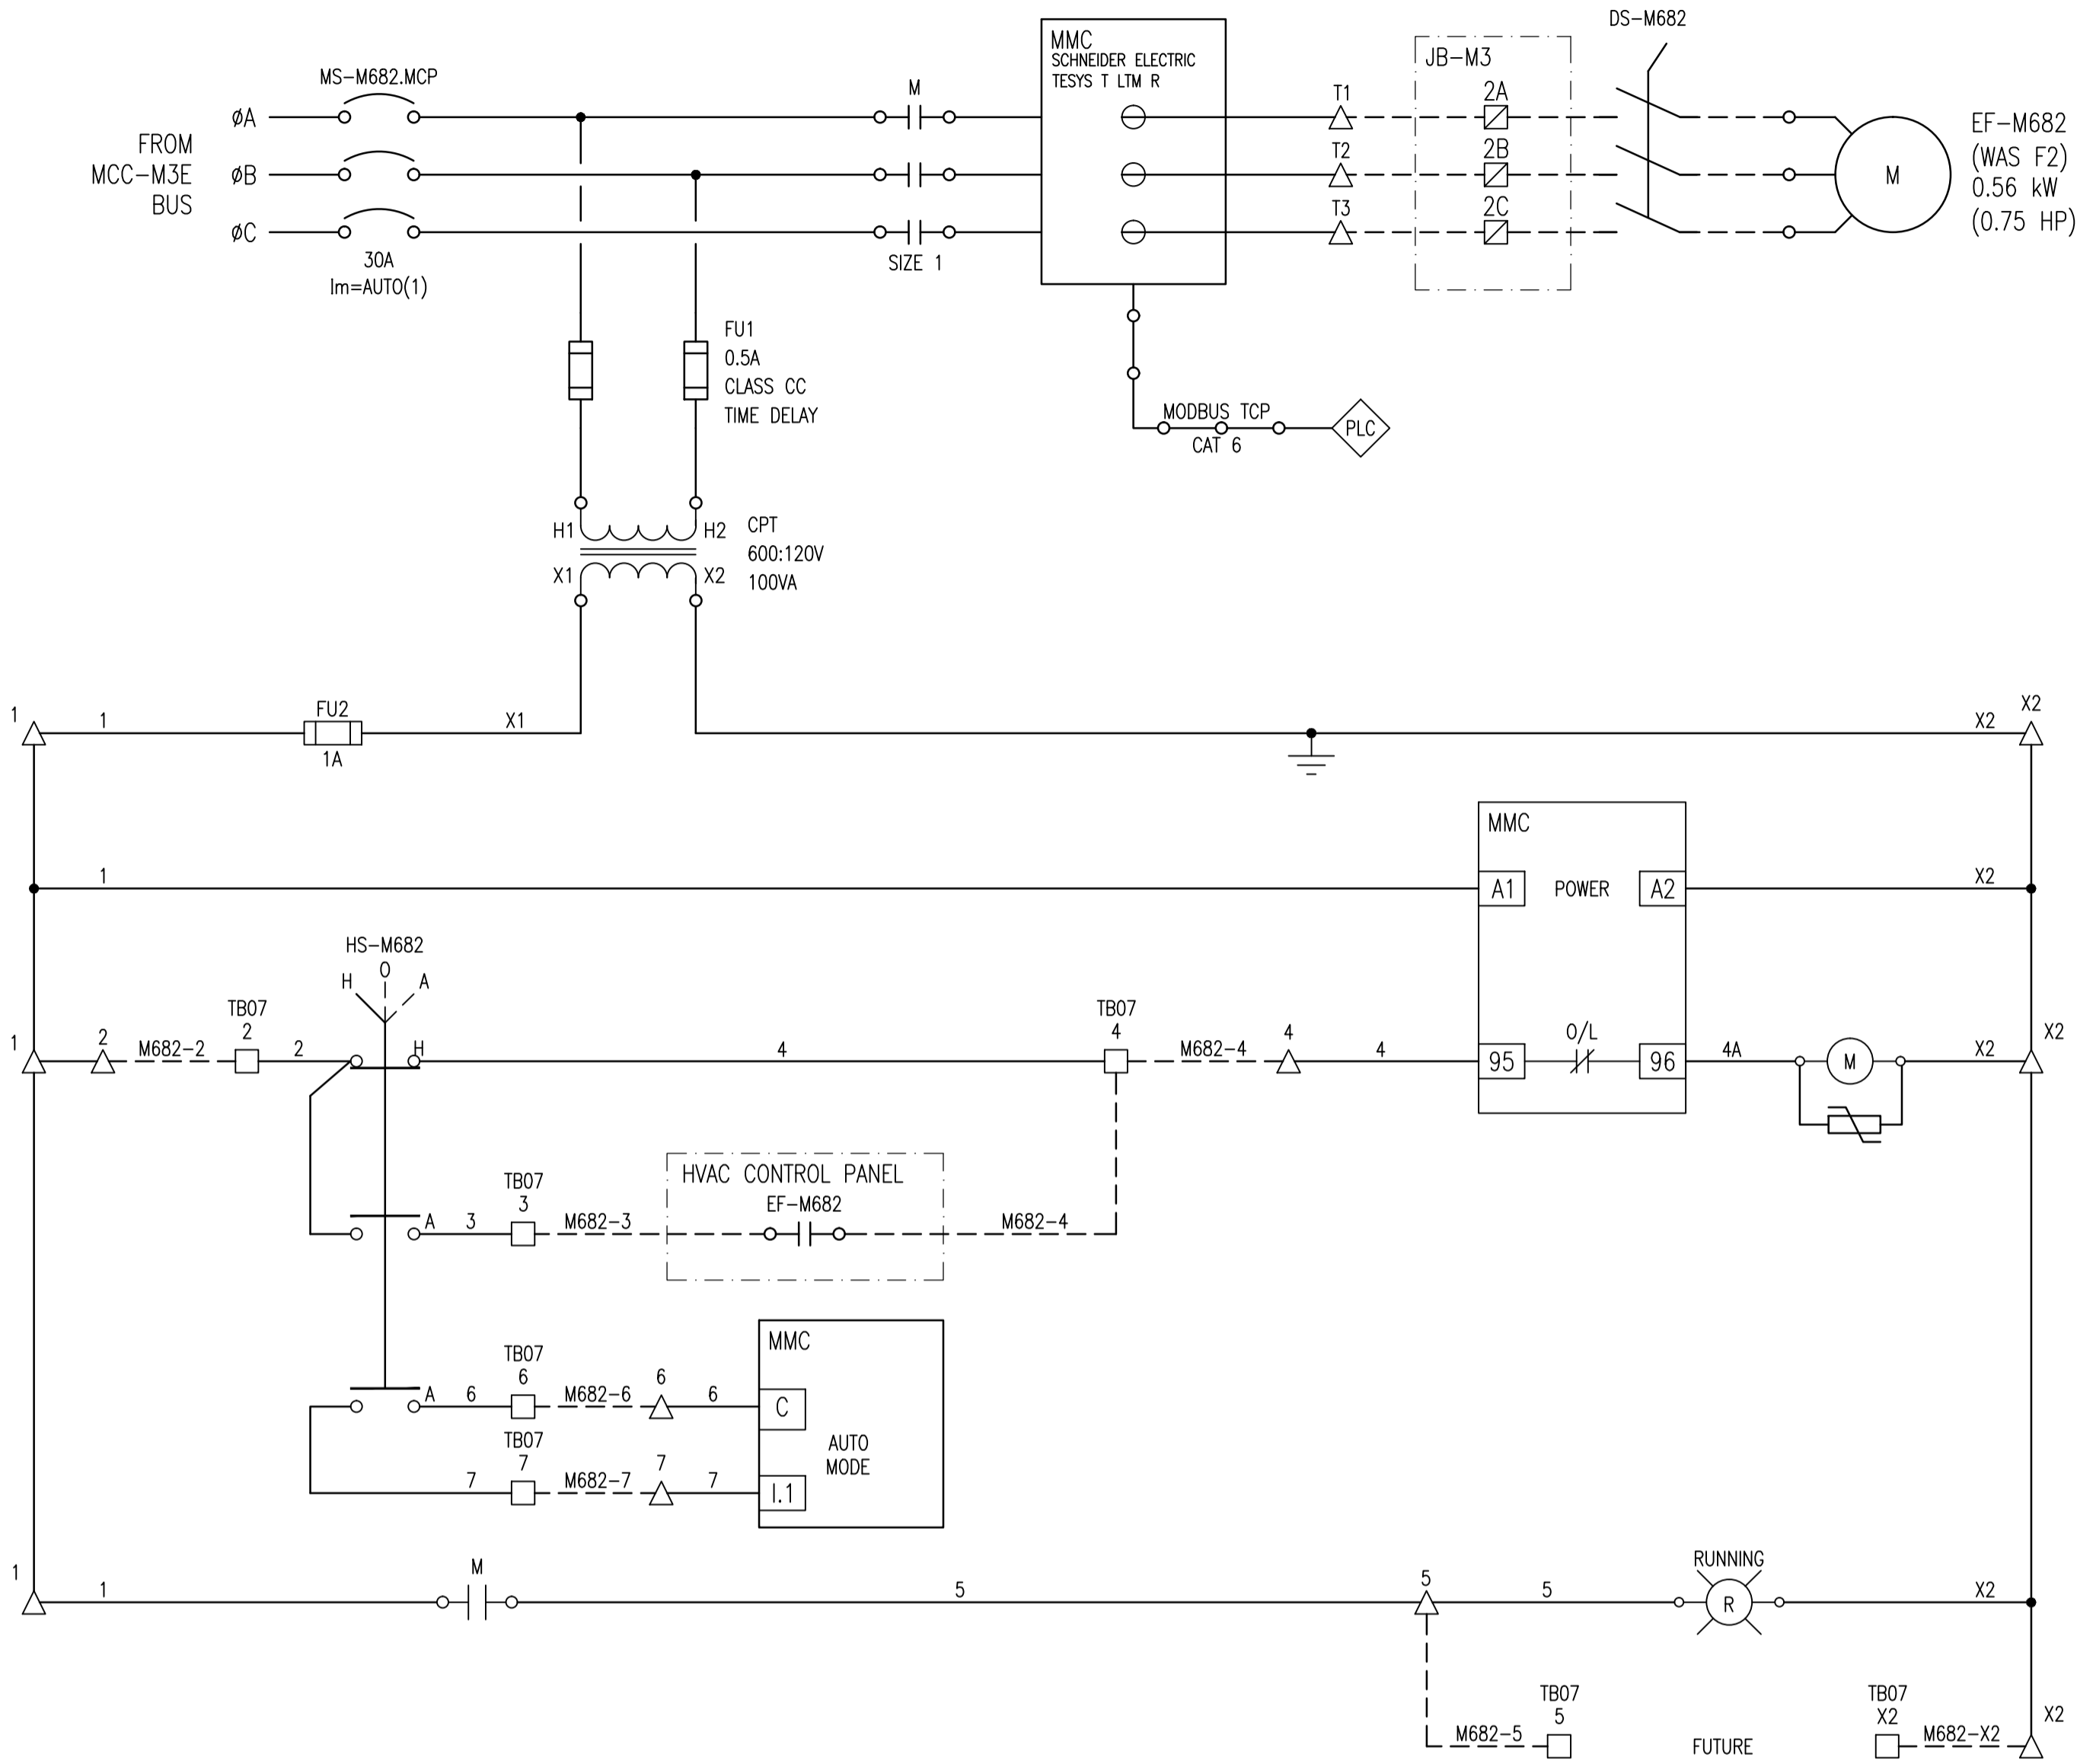 DS-M682
MS-M682.MCP
FROM
MCC-M3E
BUS
øA
øB
øC
30A
Im=AUTO(1)
M
SIZE 1
MMC
SCHNEIDER ELECTRIC
TESYS T LTM R
T1
T2
T3
JB-M3
2A
2B
2C
M
EF-M682
(WAS F2)
0.56 kW
(0.75 HP)
FU1
0.5A
CLASS CC
TIME DELAY
MODBUS TCP
CAT 6
PLC
H1
H2
X1
X2
CPT
600:120V
100VA
1
1
FU2
1A
X1
X2
X2
MMC
1
A1
POWER
A2
X2
HS-M682
H
O
A
1
2
M682-2
TB07
2
2
H
4
TB07
4
M682-4
4
4
95
O/L
96
4A
M
X2
X2
A
3
TB07
3
M682-3
HVAC CONTROL PANEL
EF-M682
M682-4
A
6
TB07
6
M682-6
6
6
MMC
C
AUTO
MODE
7
TB07
7
M682-7
7
7
I.1
1
1
M
5
5
5
RUNNING
R
X2
M682-5
TB07
5
FUTURE
TB07
X2
M682-X2
X2